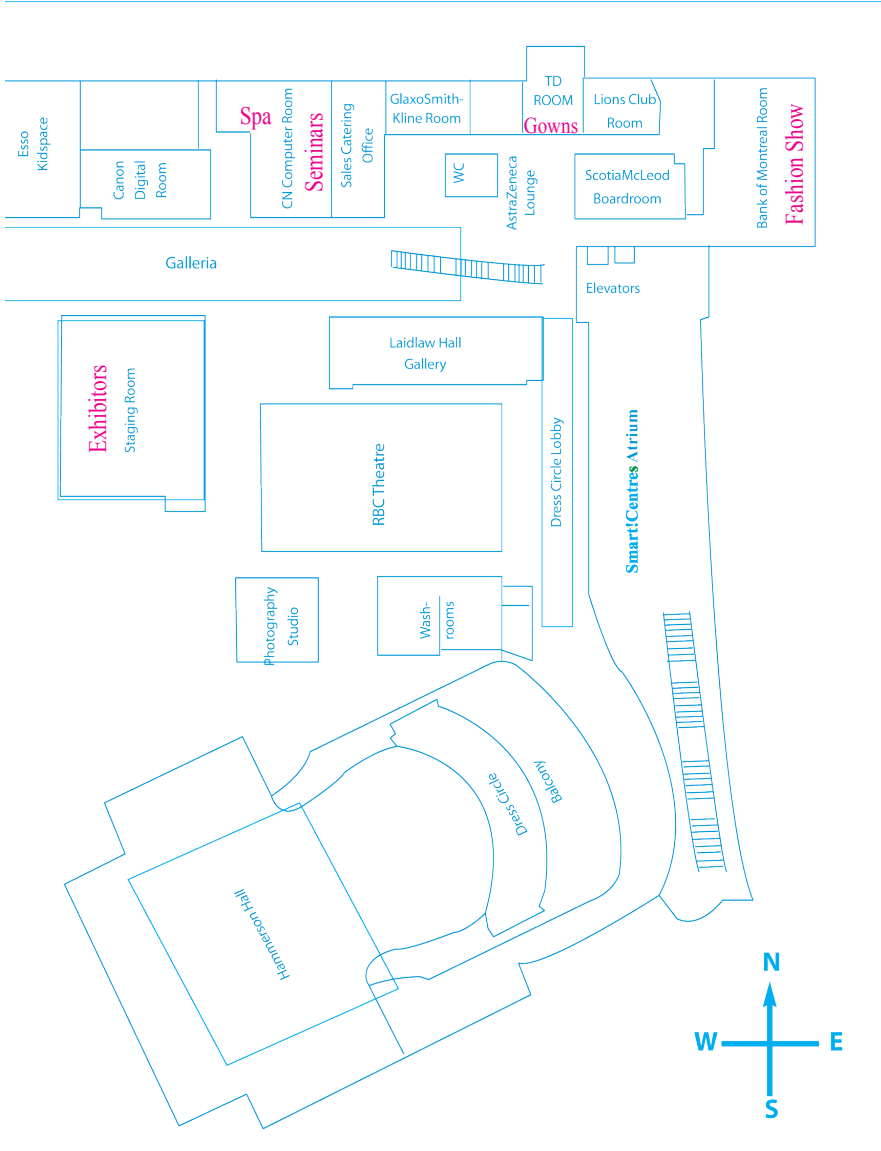 TD
ROOM
Gowns
GlaxoSmith-
Kline Room
Lions Club
Room
Spa
CN Computer Room
Seminars
Sales Catering
Office
Esso
Kidspace
Canon
Digital
Room
WC
AstraZeneca
Lounge
ScotiaMcLeod
Boardroom
Bank of Montreal Room
Fashion Show
Galleria
Elevators
Exhibitors
Staging Room
Laidlaw Hall
Gallery
RBC Theatre
Dress Circle Lobby
Smart!Centres Atrium
Photography
Studio
Wash-
rooms
Balcony
Dress Circle
Hammerson Hall
N
W
E
S